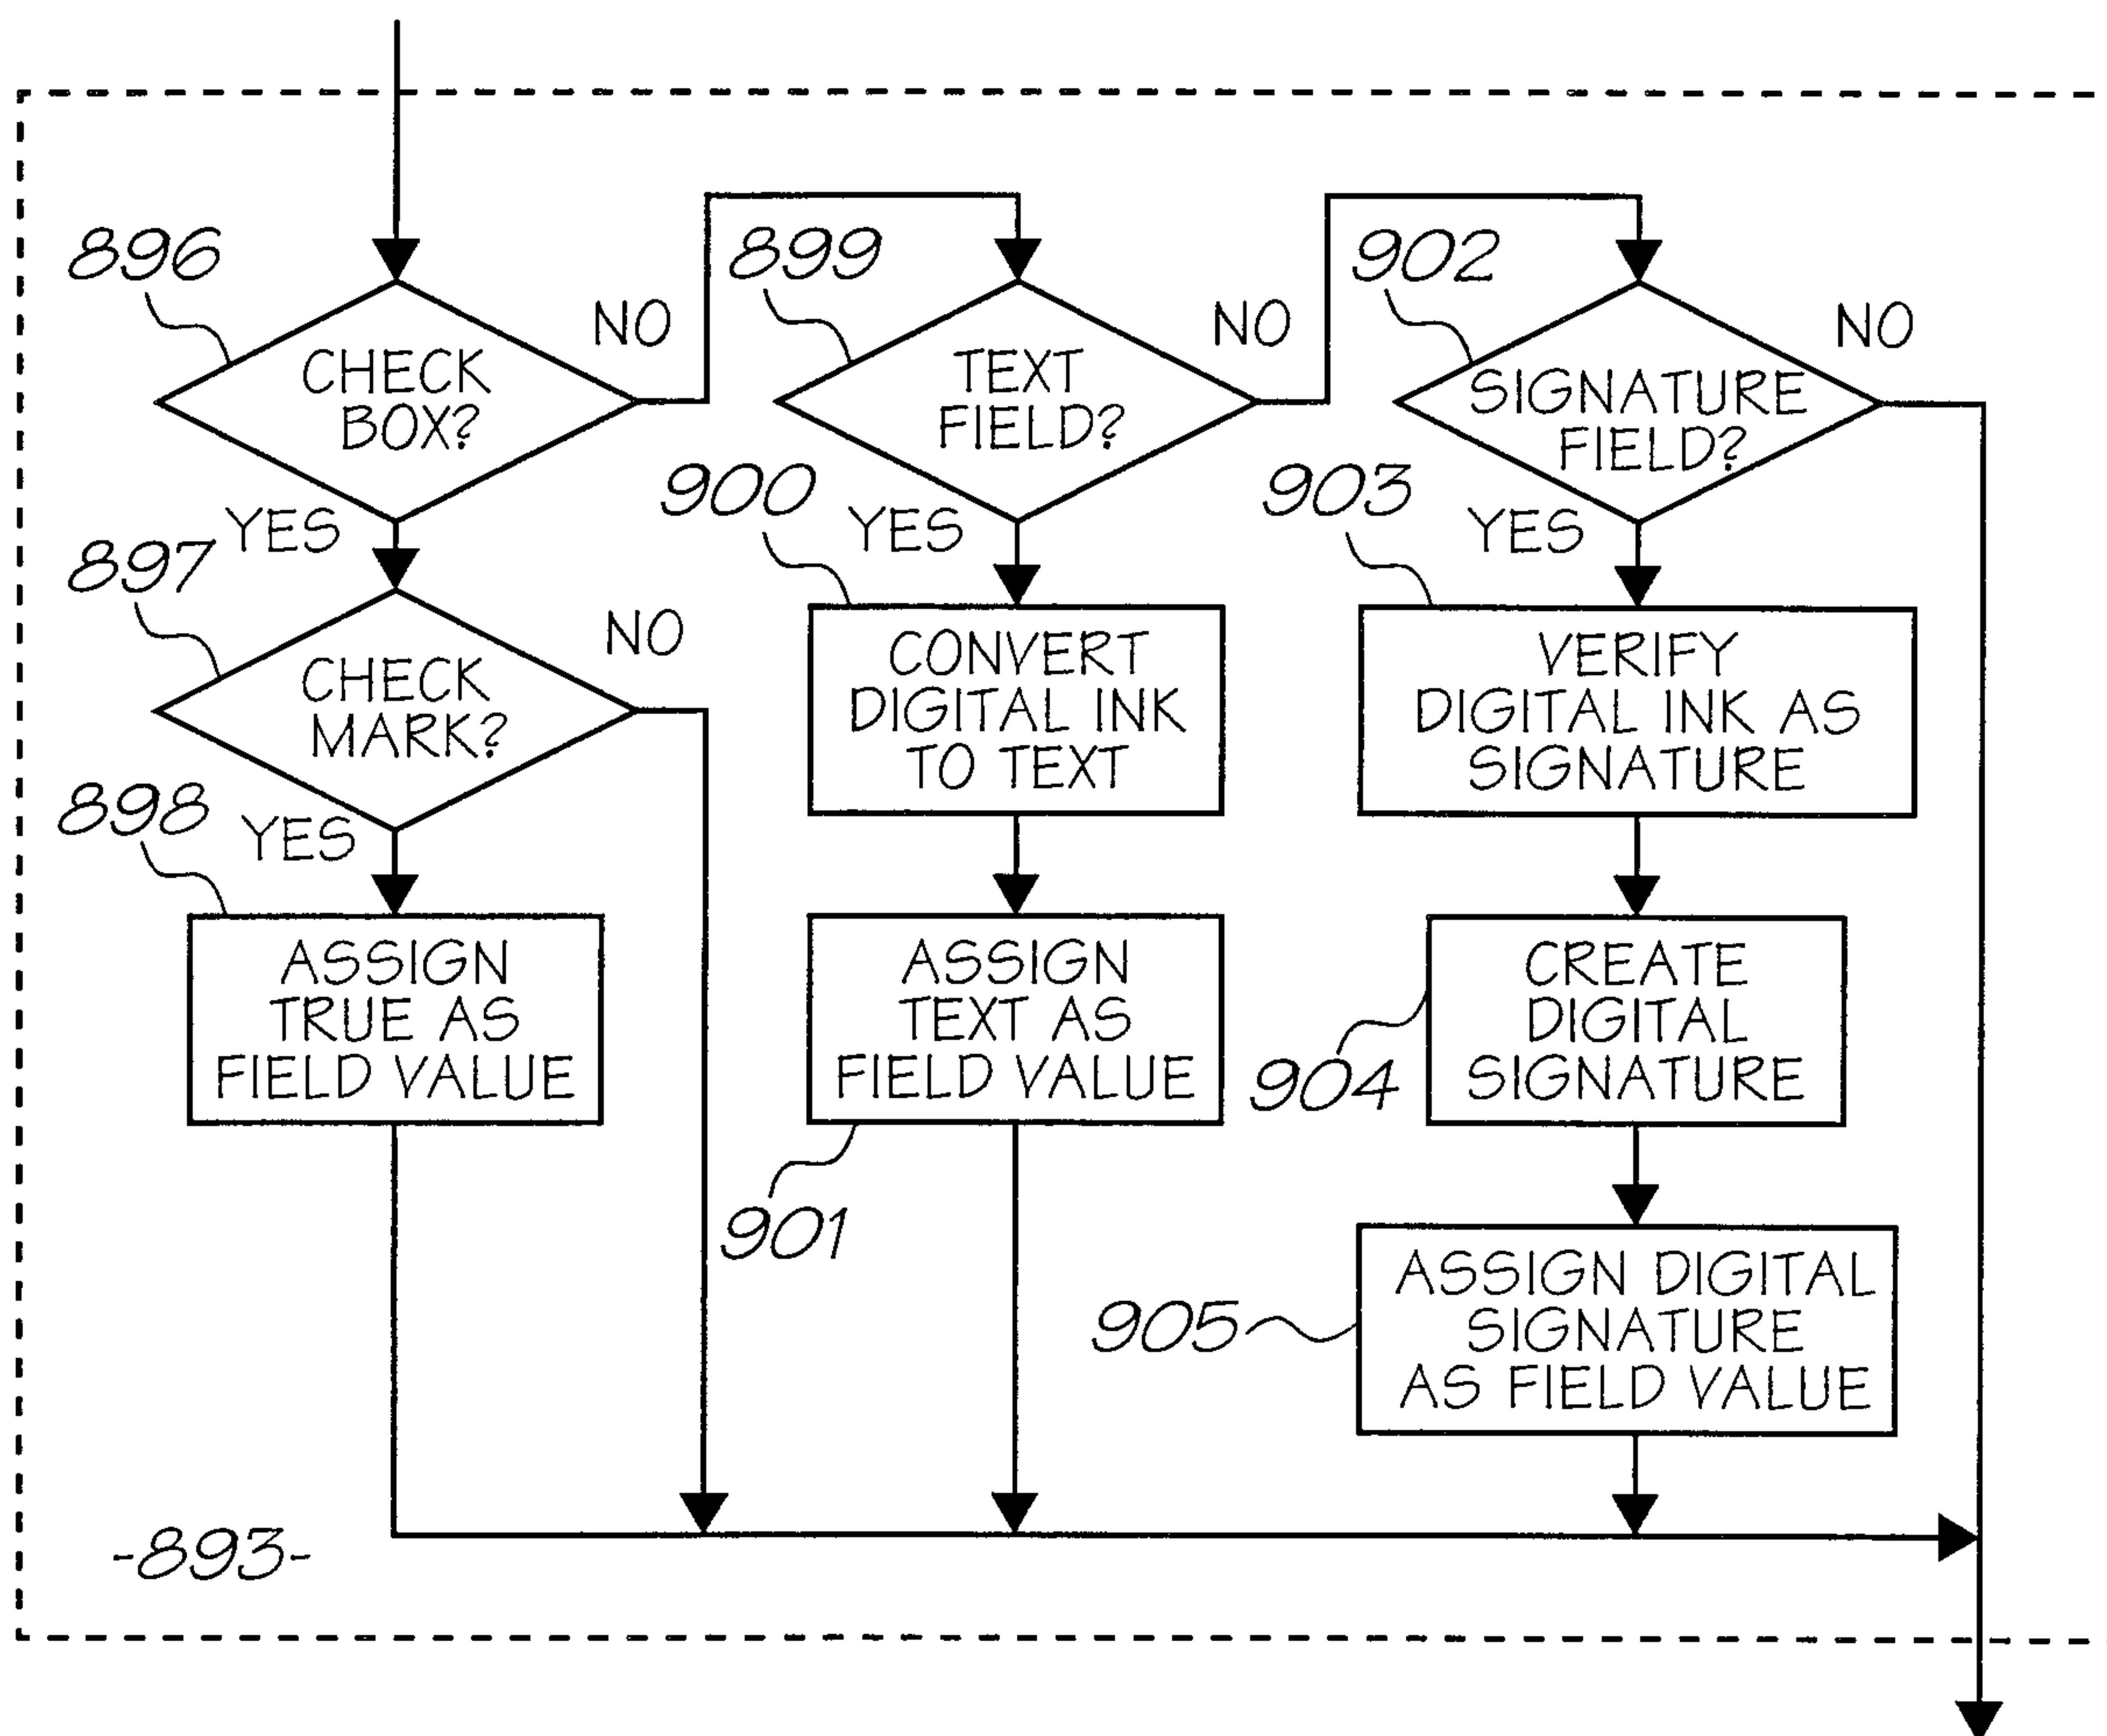 896
CHECK
BOX?
NO
YES
899
TEXT
FIELD?
NO
YES
902
SIGNATURE
FIELD?
NO
YES
897
CHECK
MARK?
NO
YES
898
ASSIGN
TRUE AS
FIELD VALUE
900
CONVERT
DIGITAL INK
TO TEXT
901
ASSIGN
TEXT AS
FIELD VALUE
903
VERIFY
DIGITAL INK AS
SIGNATURE
904
CREATE
DIGITAL
SIGNATURE
905
ASSIGN DIGITAL
SIGNATURE
AS FIELD VALUE
-893-